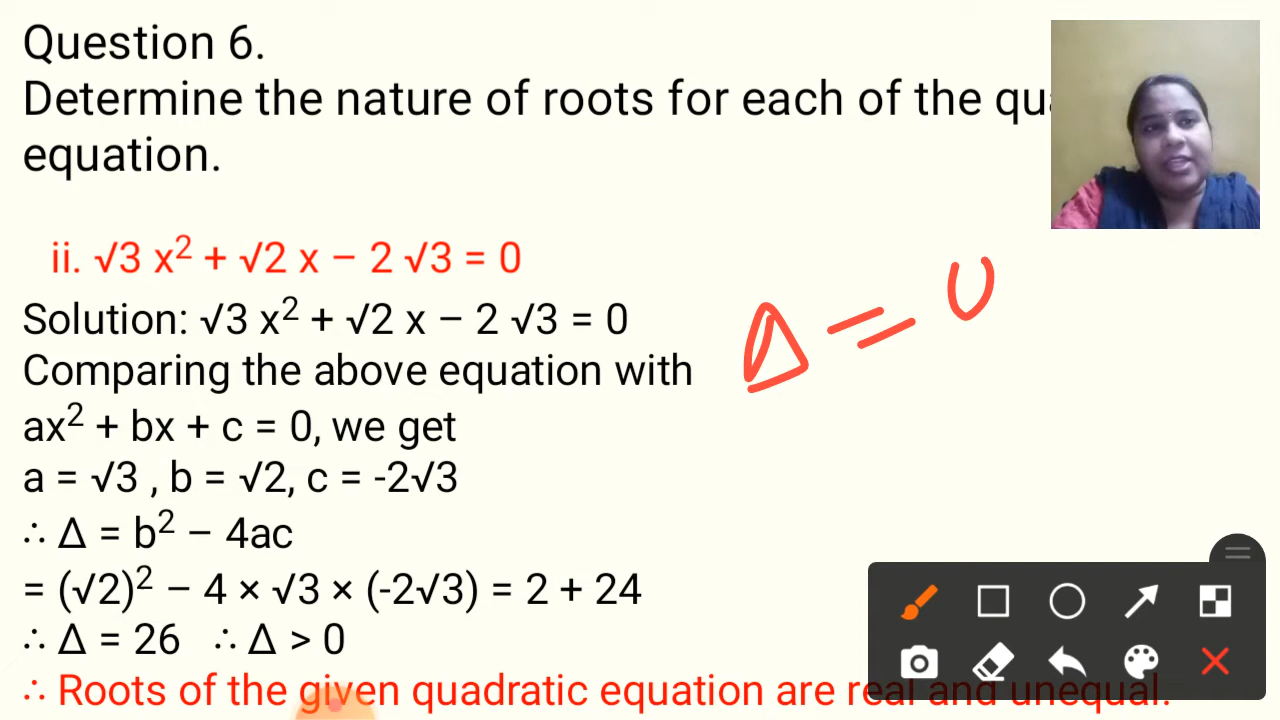 Question 6.
Determine the nature of roots for each of the
equation.
ii. √3 x² + √2 x – 2 √3 = 0
Solution: √3 x² + √2 x – 2 √3 = 0
Δ = 0
Comparing the above equation with
ax² + bx + c = 0, we get
a = √3 , b = √2, c = -2√3
∴ Δ = b² – 4ac
= (√2)² – 4 × √3 × (-2√3) = 2 + 24
∴ Δ = 26 ∴ Δ > 0
∴ Roots of the given quadratic equation are real and unequal.